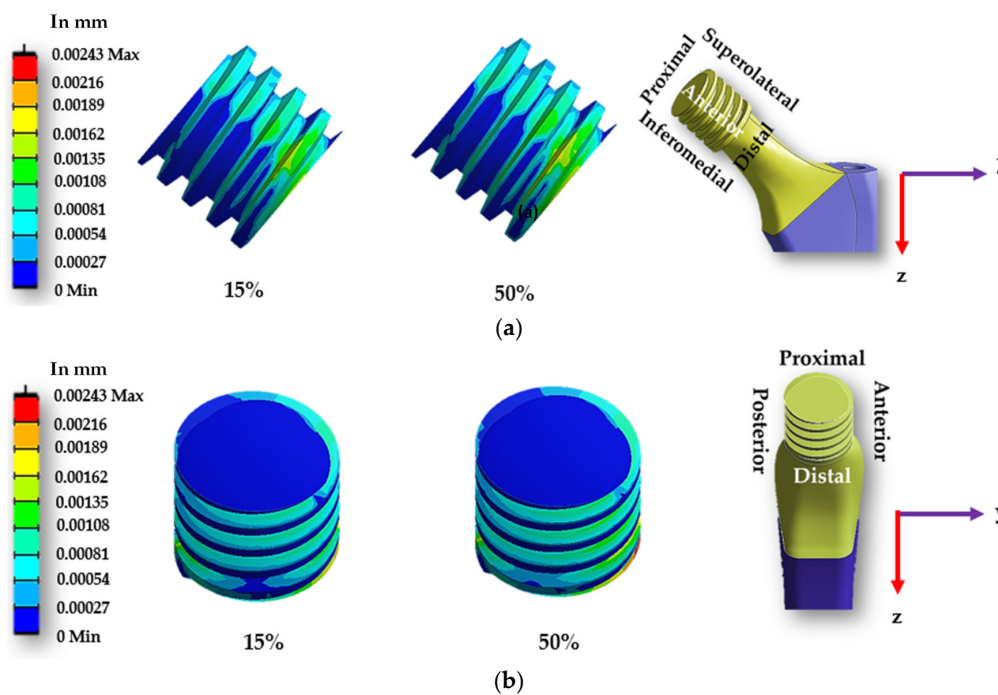 In mm
0.00243 Max
0.00216
0.00189
0.00162
0.00135
0.00108
0.00081
0.00054
0.00027
0 Min
15%
(a)
50%
Proximal
Superolateral
Anterior
Distal
Inferomedial
z
(a)
In mm
0.00243 Max
0.00216
0.00189
0.00162
0.00135
0.00108
0.00081
0.00054
0.00027
0 Min
15%
50%
Proximal
Posterior
Anterior
Distal
y
z
(b)